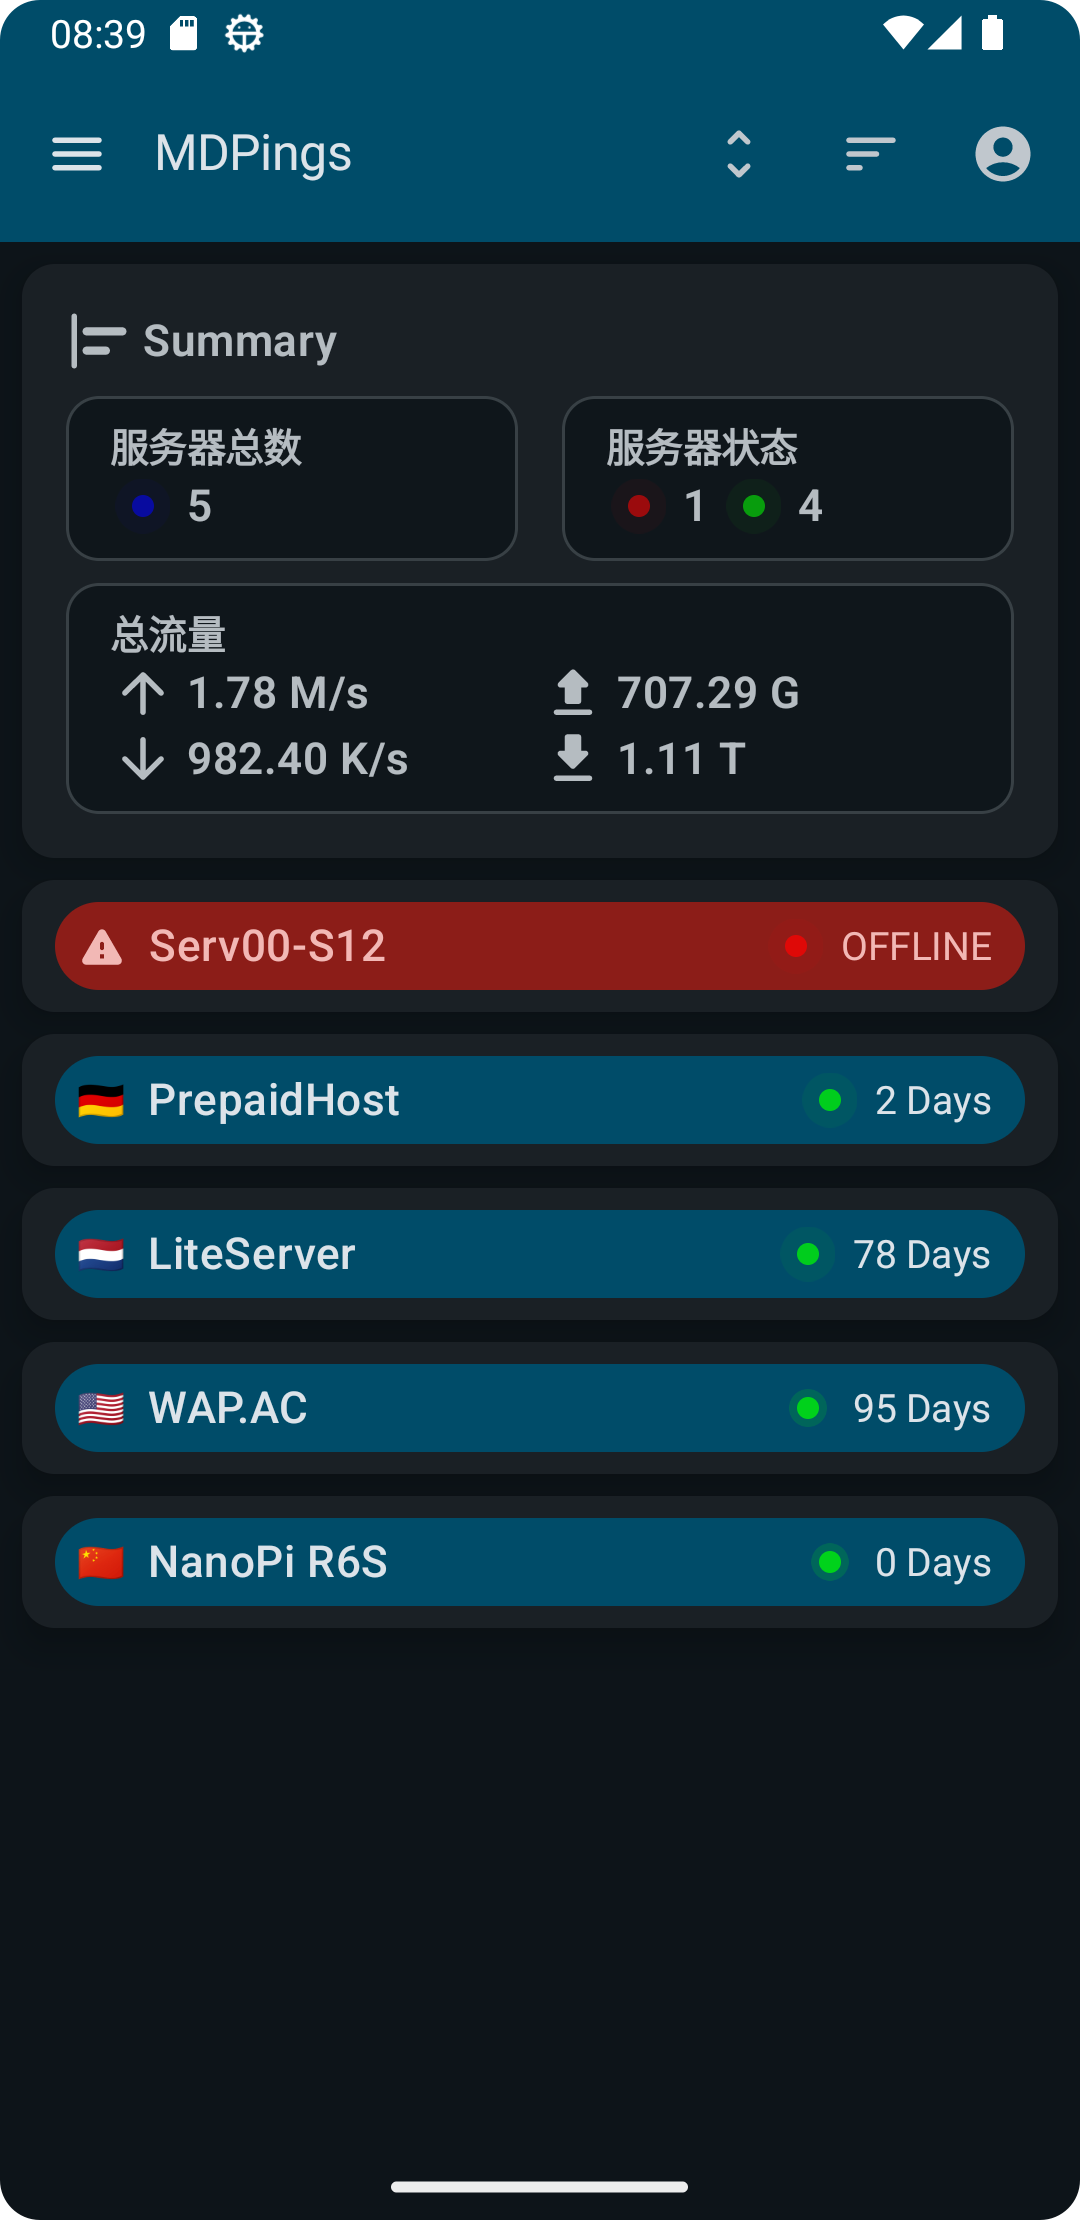 08:39
MDPings
Summary
服务器总数
5
服务器状态
1 4
总流量
1.78 M/s
707.29 G
982.40 K/s
1.11 T
Serv00-S12
OFFLINE
PrepaidHost
2 Days
LiteServer
78 Days
WAP.AC
95 Days
NanoPi R6S
0 Days